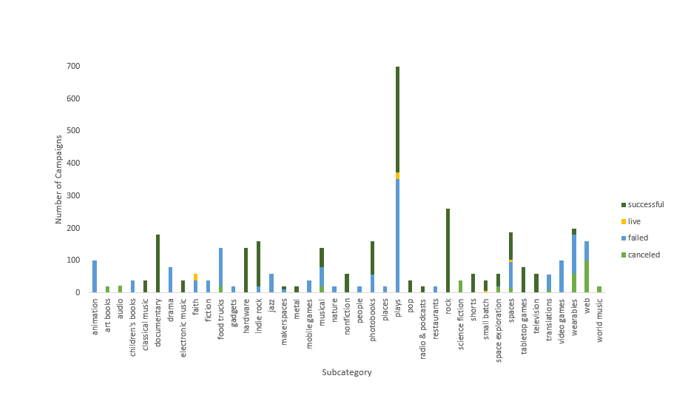 700
600
500
400
300
200
100
0
Number of Campaigns
animation
art books
audio
children's books
classical music
documentary
drama
electronic music
faith
fiction
food trucks
gadgets
hardware
indie rock
jazz
makerspaces
metal
mobile games
musical
nature
nonfiction
people
photobooks
places
plays
pop
radio & podcasts
restaurants
rock
science fiction
shorts
small batch
space exploration
spaces
tabletop games
television
translations
video games
wearables
web
world music
Subcategory
successful
live
failed
canceled